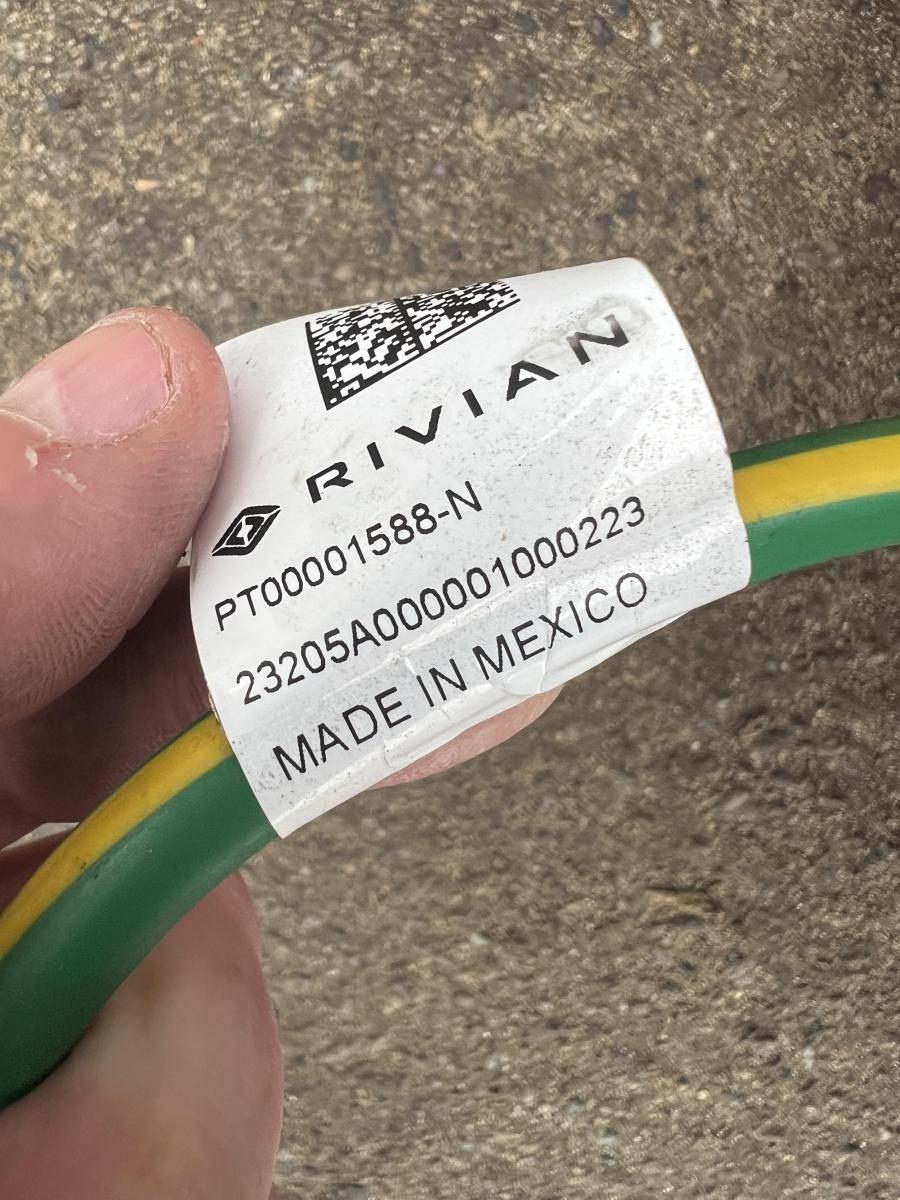 RIVIAN
PT00001588-N
23205A000001000223
MADE IN MEXICO